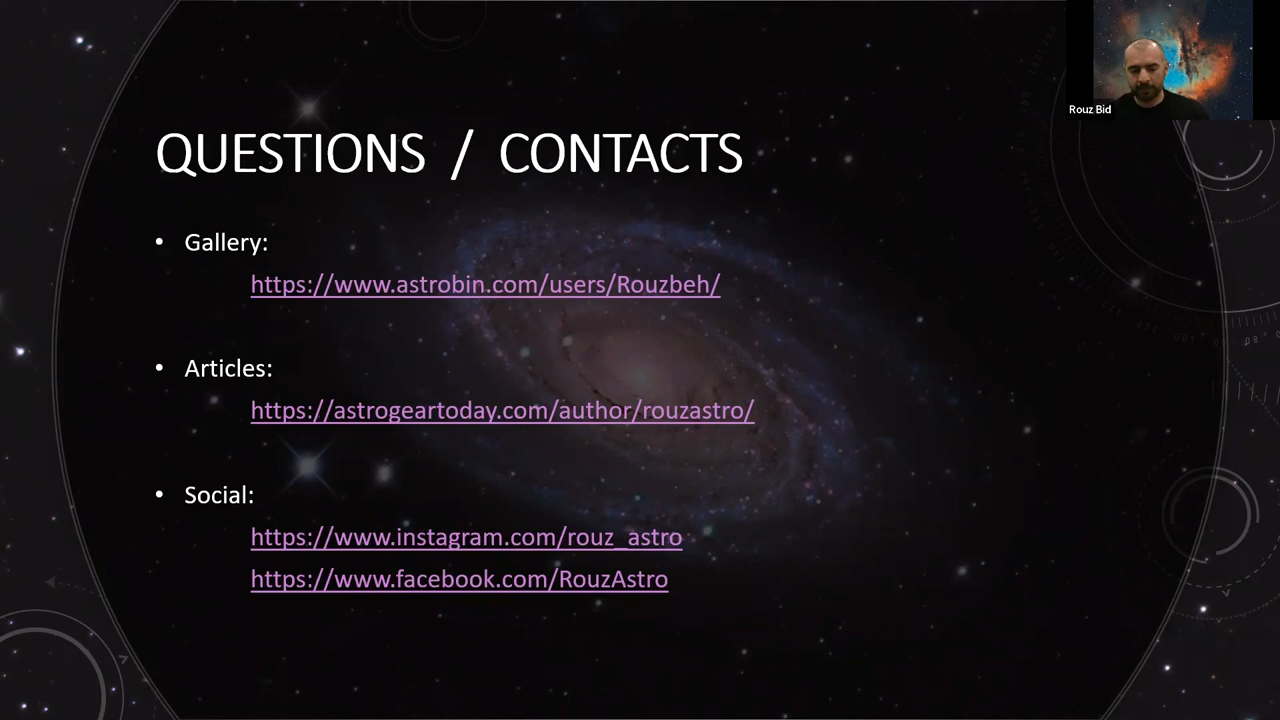 Rouz Bid
QUESTIONS / CONTACTS
• Gallery:
https://www.astrobin.com/users/Rouzbeh/
• Articles:
https://astrogeartoday.com/author/rouzastro/
• Social:
https://www.instagram.com/rouz_astro
https://www.facebook.com/RouzAstro